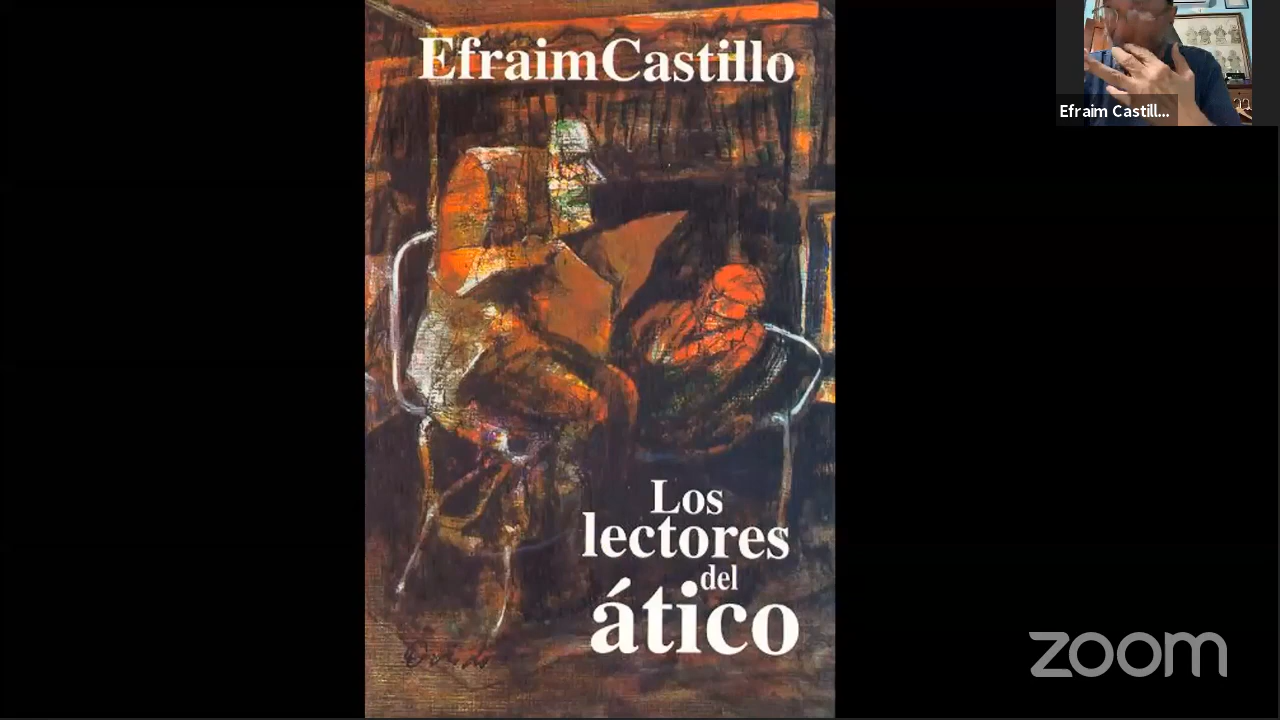 EfraimCastillo
Efraim Castill...
Los
lectores
del
ático
zoom